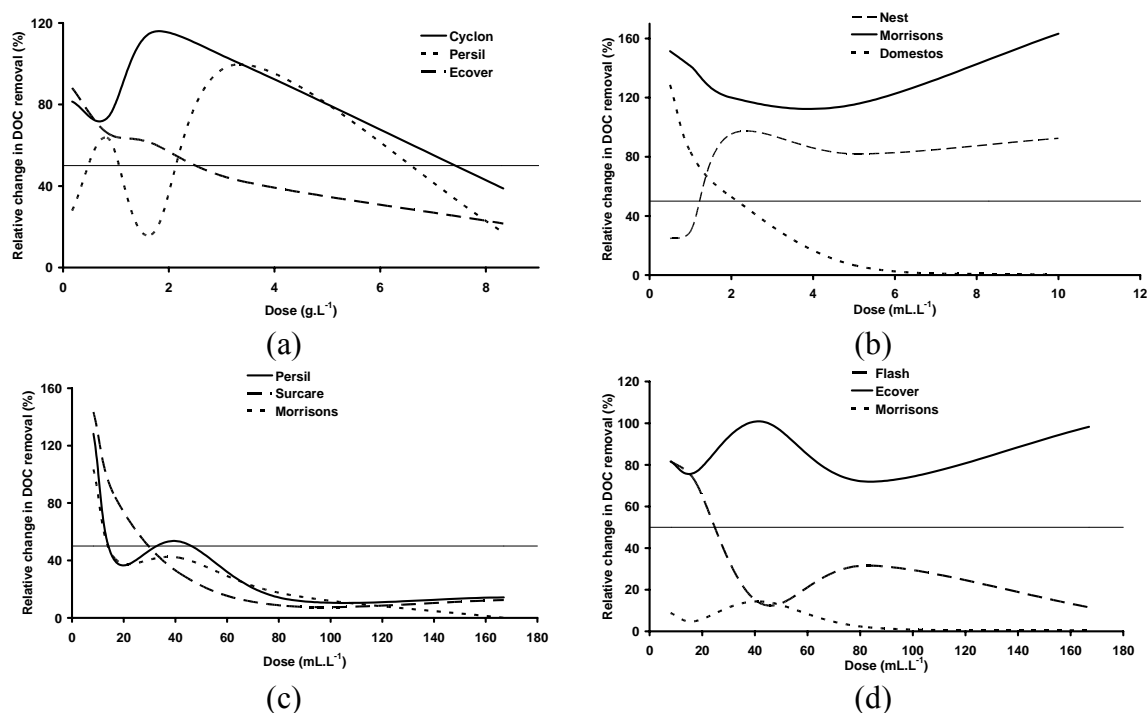 Relative change in DOC removal (%)
120
80
40
0
Cyclon
Persil
Ecover
0 2 4 6 8
Dose (g.L⁻¹)
(a)
Relative change in DOC removal (%)
160
120
80
40
0
Nest
Morrisons
Domestos
0 2 4 6 8 10 12
Dose (mL.L⁻¹)
(b)
Relative change in DOC removal (%)
160
120
80
40
0
Persil
Surcare
Morrisons
0 20 40 60 80 100 120 140 160 180
Dose (mL.L⁻¹)
(c)
Relative change in DOC removal (%)
120
100
80
60
40
20
0
Flash
Ecover
Morrisons
0 20 40 60 80 100 120 140 160 180
Dose (mL.L⁻¹)
(d)